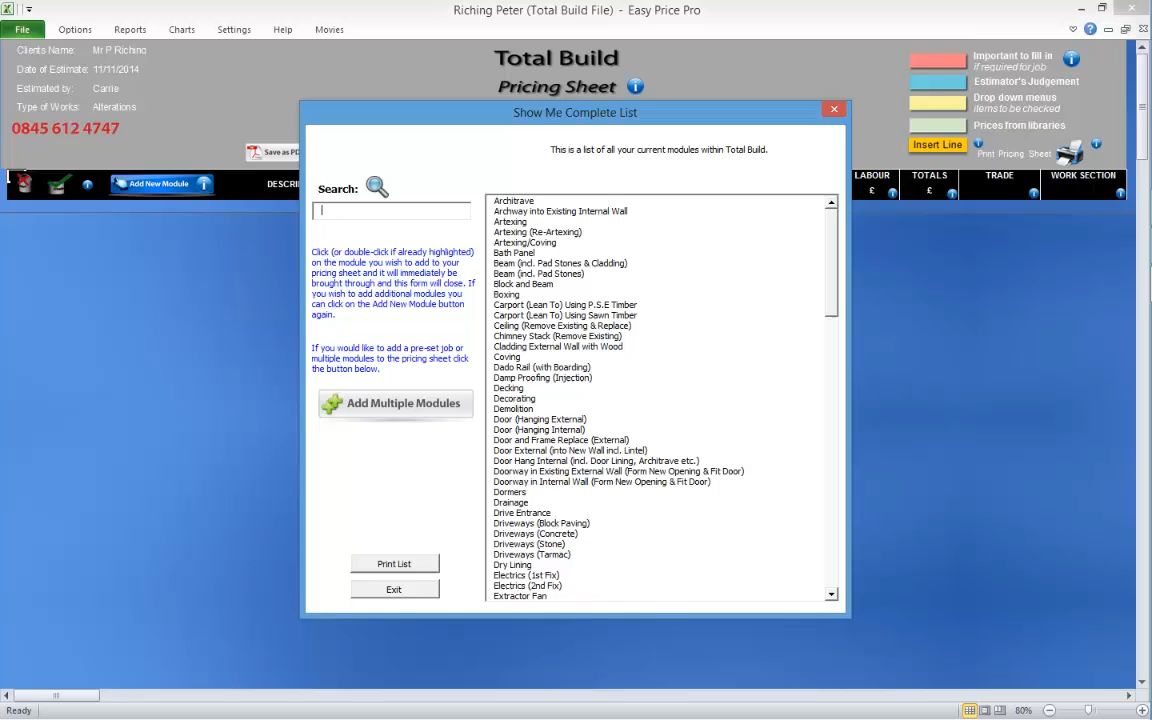 Riching Peter (Total Build File) - Easy Price Pro
File Options Reports Charts Settings Help Movies
Clients Name: Mr P Riching
Date of Estimate: 11/11/2014
Estimated by: Carrie
Type of Works: Alterations
0845 612 4747
Total Build
Pricing Sheet
Important to fill in
if required for job
Estimator's Judgement
Drop down menus
items to be checked
Prices from libraries
Insert Line
Print Pricing Sheet
Save as PD
Add New Module
DESCRI
LABOUR
£
TOTALS
£
TRADE
WORK SECTION
Show Me Complete List
This is a list of all your current modules within Total Build.
Search:
Click (or double-click if already highlighted)
on the module you wish to add to your
pricing sheet and it will immediately be
brought through and this form will close. If
you wish to add additional modules you
can click on the Add New Module button
again.
If you would like to add a pre-set job or
multiple modules to the pricing sheet click
the button below.
Add Multiple Modules
Print List
Exit
Architrave
Archway into Existing Internal Wall
Artexing
Artexing (Re-Artexing)
Artexing/Coving
Bath Panel
Beam (incl. Pad Stones & Cladding)
Beam (incl. Pad Stones)
Block and Beam
Boxing
Carport (Lean To) Using P.S.E Timber
Carport (Lean To) Using Sawn Timber
Ceiling (Remove Existing & Replace)
Chimney Stack (Remove Existing)
Cladding External Wall with Wood
Coving
Dado Rail (with Boarding)
Damp Proofing (Injection)
Decking
Decorating
Demolition
Door (Hanging External)
Door (Hanging Internal)
Door and Frame Replace (External)
Door External (into New Wall incl. Lintel)
Door Hang Internal (incl. Door Lining, Architrave etc.)
Doorway in Existing External Wall (Form New Opening & Fit Door)
Doorway in Internal Wall (Form New Opening & Fit Door)
Dormers
Drainage
Drive Entrance
Driveways (Block Paving)
Driveways (Concrete)
Driveways (Stone)
Driveways (Tarmac)
Dry Lining
Electrics (1st Fix)
Electrics (2nd Fix)
Extractor Fan
Ready
80%